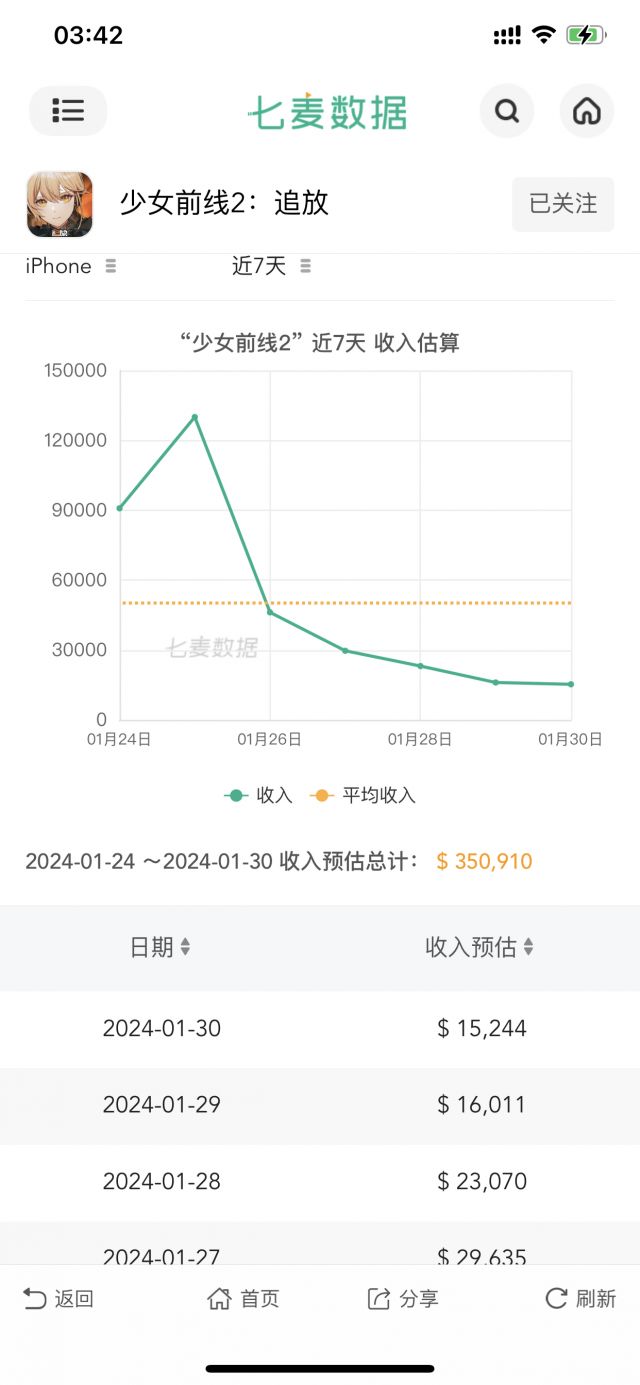 03:42
七麦数据
少女前线2：追放
已关注
iPhone
近7天
“少女前线2”近7天 收入估算
150000
120000
90000
60000
30000
0
七麦数据
01月24日
01月26日
01月28日
01月30日
收入
平均收入
2024-01-24 ～2024-01-30 收入预估总计： $ 350,910
日期
收入预估
2024-01-30 $ 15,244
2024-01-29 $ 16,011
2024-01-28 $ 23,070
2024-01-27 $ 29,635
返回
首页
分享
刷新